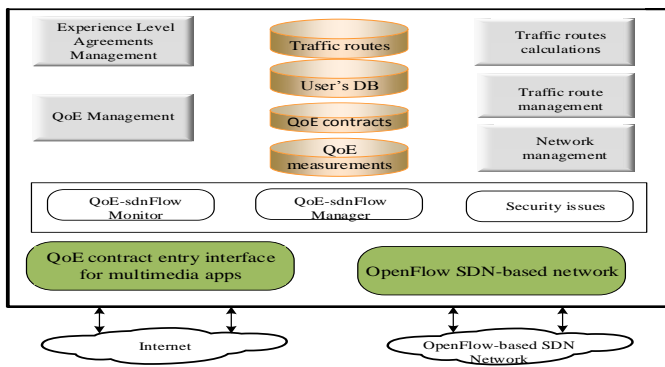 Experience Level
Agreements
Management
QoE Management
Traffic routes
User's DB
QoE contracts
QoE
measurements
Traffic routes
calculations
Traffic route
management
Network
management
QoE-sdnFlow
Monitor
QoE-sdnFlow
Manager
Security issues
QoE contract entry interface
for multimedia apps
OpenFlow SDN-based network
Internet
OpenFlow-based SDN
Network